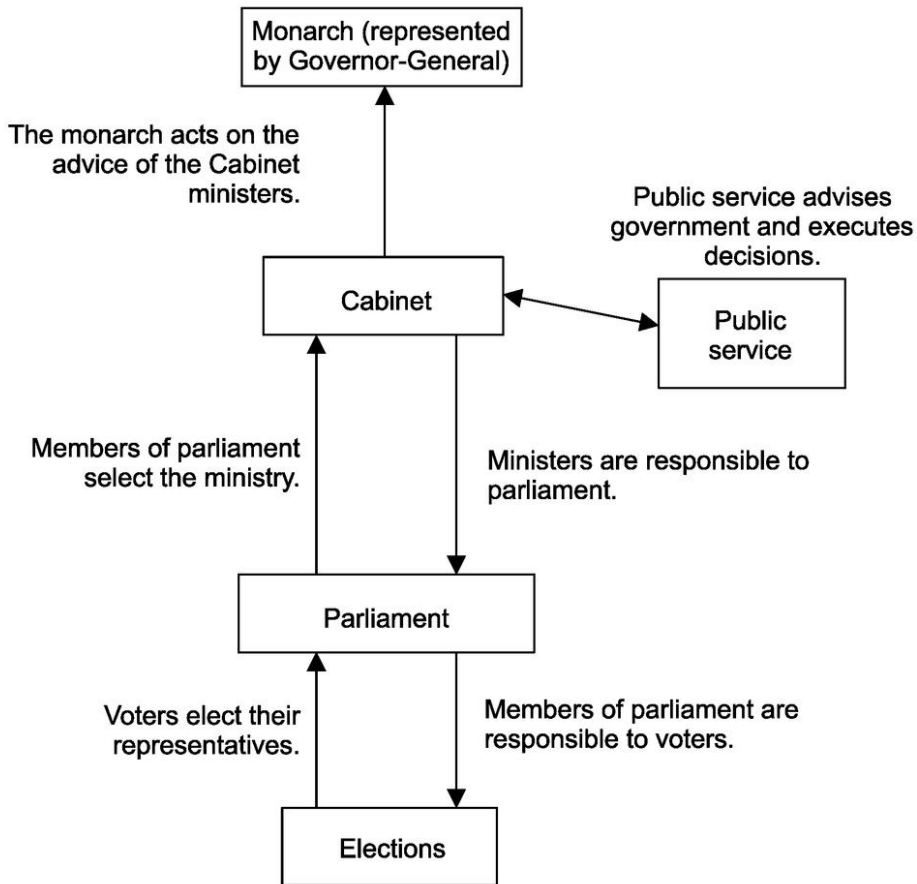 Monarch (represented
by Governor-General)
The monarch acts on the
advice of the Cabinet
ministers.
Public service advises
government and executes
decisions.
Cabinet
Public
service
Members of parliament
select the ministry.
Ministers are responsible to
parliament.
Parliament
Voters elect their
representatives.
Members of parliament are
responsible to voters.
Elections